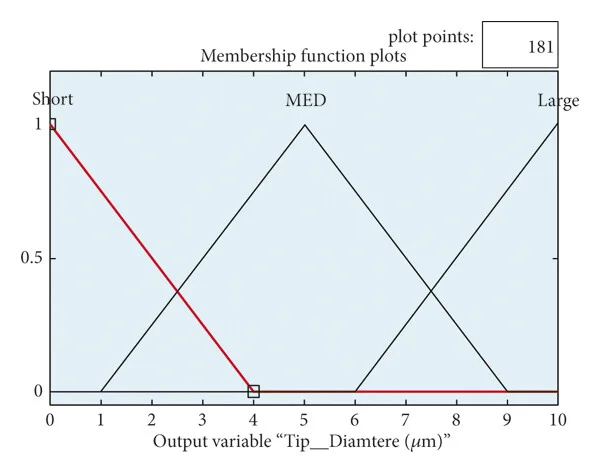 plot points: 181
Membership function plots
Short MED Large
1
0.5
0
0 1 2 3 4 5 6 7 8 9 10
Output variable “Tip__Diamtere (μm)”